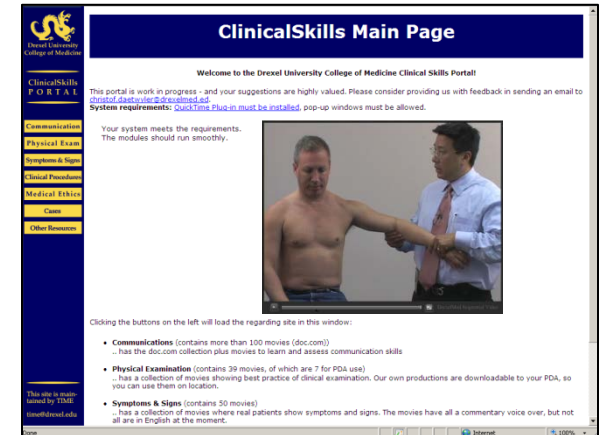 Drexel University
College of Medicine
ClinicalSkills
PORTAL
Communication
Physical Exam
Symptoms & Signs
Clinical Procedures
Medical Ethics
Cases
Other Resources
This site is main-
tained by TIME
time@drexel.edu
ClinicalSkills Main Page
Welcome to the Drexel University College of Medicine Clinical Skills Portal!
This portal is work in progress - and your suggestions are highly valued. Please consider providing us with feedback in sending an email to
christof.daetwyler@drexelmed.ed.
System requirements: QuickTime Plug-in must be installed, pop-up windows must be allowed.
Your system meets the requirements.
The modules should run smoothly.
Clicking the buttons on the left will load the regarding site in this window:
• Communications (contains more than 100 movies (doc.com))
.. has the doc.com collection plus movies to learn and assess communication skills
• Physical Examination (contains 39 movies, of which are 7 for PDA use)
.. has a collection of movies showing best practice of clinical examination. Our own productions are downloadable to your PDA, so
you can use them on location.
• Symptoms & Signs (contains 50 movies)
.. has a collection of movies where real patients show symptoms and signs. The movies have all a commentary voice over, but not
all are in English at the moment.
Done
Internet
100%